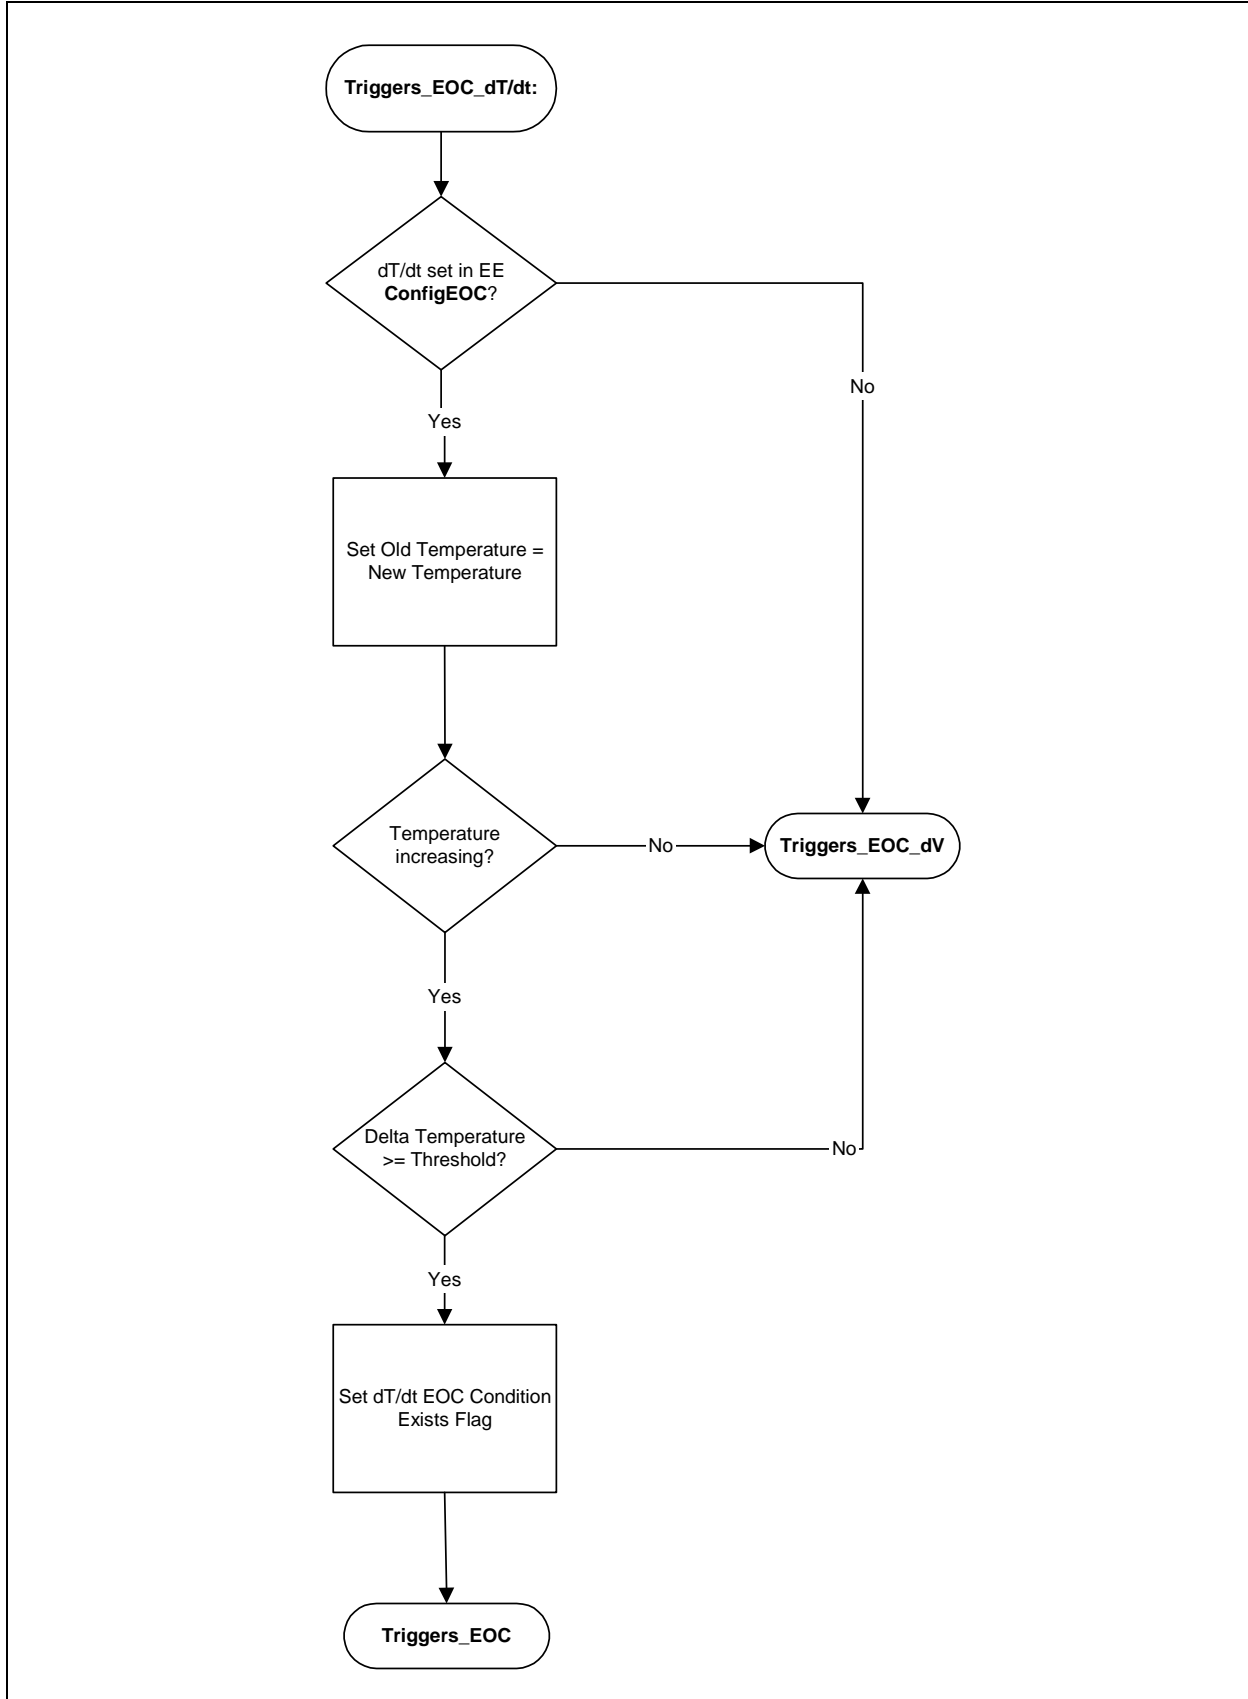 Triggers_EOC_dT/dt:
dT/dt set in EE
ConfigEOC?
No
Yes
Set Old Temperature =
New Temperature
Temperature
increasing?
No
Triggers_EOC_dV
Yes
Delta Temperature
>= Threshold?
No
Yes
Set dT/dt EOC Condition
Exists Flag
Triggers_EOC